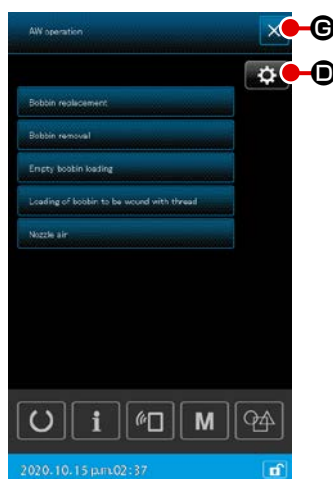 AW operation
G
D
Bobbin replacement
Bobbin removal
Empty bobbin loading
Loading of bobbin to be wound with thread
Nozzle air
i
M
2020.10.15 p.m.02:37